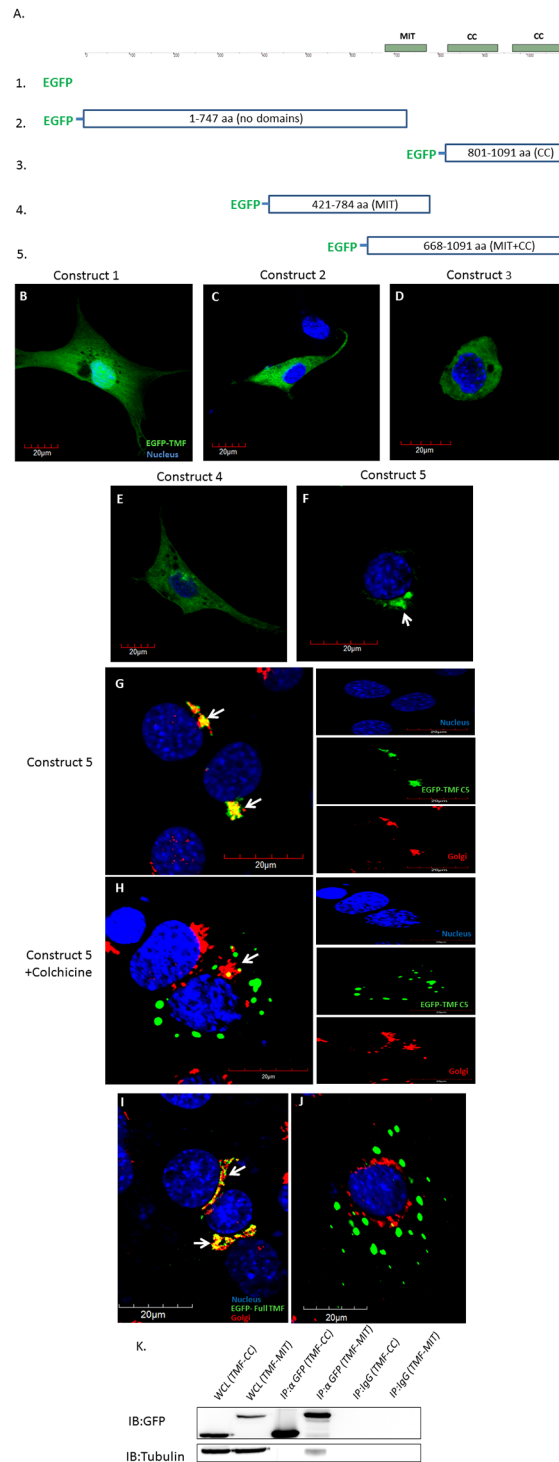 A.
MIT CC CC
1. EGFP
2. EGFP 1-747 aa (no domains)
3. EGFP 801-1091 aa (CC)
4. EGFP 421-784 aa (MIT)
5. EGFP 668-1091 aa (MIT+CC)
Construct 1 Construct 2 Construct 3
B C D
EGFP-TMF
Nucleus
20µm 20µm 20µm
Construct 4 Construct 5
E F
20µm 20µm
G
Nucleus
Construct 5
EGFP-TMF C5
20µm
Golgi
H
Nucleus
Construct 5
+Colchicine
EGFP-TMF C5
20µm
Golgi
I J
Nucleus
EGFP- Full TMF
Golgi
20µm 20µm
K.
WCL (TMF-CC)
WCL (TMF-MIT)
IP:α GFP (TMF-CC)
IP:α GFP (TMF-MIT)
IP:IgG (TMF-CC)
IP:IgG (TMF-MIT)
IB:GFP
IB:Tubulin